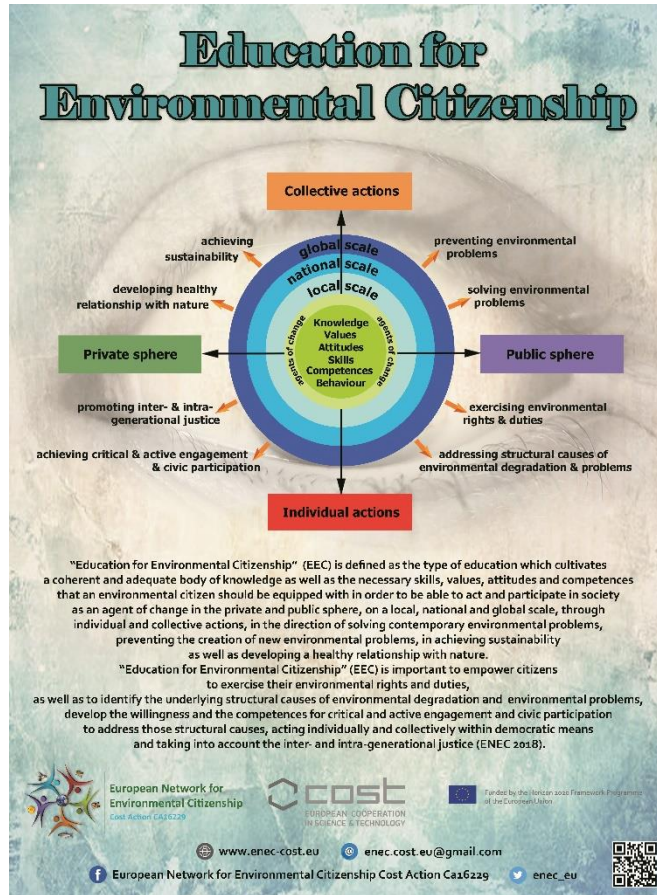 Education for
Environmental Citizenship
Collective actions
achieving
sustainability
preventing environmental
problems
global scale
national scale
local scale
developing healthy
relationship with nature
solving environmental
problems
Knowledge
Values
Attitudes
Skills
Competences
Behaviour
agents of change
agents of change
Private sphere
Public sphere
promoting inter- & intra-
generational justice
exercising environmental
rights & duties
achieving critical & active engagement
& civic participation
addressing structural causes of
environmental degradation & problems
Individual actions
“Education for Environmental Citizenship” (EEC) is defined as the type of education which cultivates
a coherent and adequate body of knowledge as well as the necessary skills, values, attitudes and competences
that an environmental citizen should be equipped with in order to be able to act and participate in society
as an agent of change in the private and public sphere, on a local, national and global scale, through
individual and collective actions, in the direction of solving contemporary environmental problems,
preventing the creation of new environmental problems, in achieving sustainability
as well as developing a healthy relationship with nature.
“Education for Environmental Citizenship” (EEC) is important to empower citizens
to exercise their environmental rights and duties,
as well as to identify the underlying structural causes of environmental degradation and environmental problems,
develop the willingness and the competences for critical and active engagement and civic participation
to address those structural causes, acting individually and collectively within democratic means
and taking into account the inter- and intra-generational justice (ENEC 2018).
European Network for
Environmental Citizenship
Cost Action CA16229
cost
EUROPEAN COOPERATION
IN SCIENCE & TECHNOLOGY
Funded by the Horizon 2020 Framework Programme
of the European Union
www.enec-cost.eu
enec.cost.eu@gmail.com
European Network for Environmental Citizenship Cost Action Ca16229
enec_eu